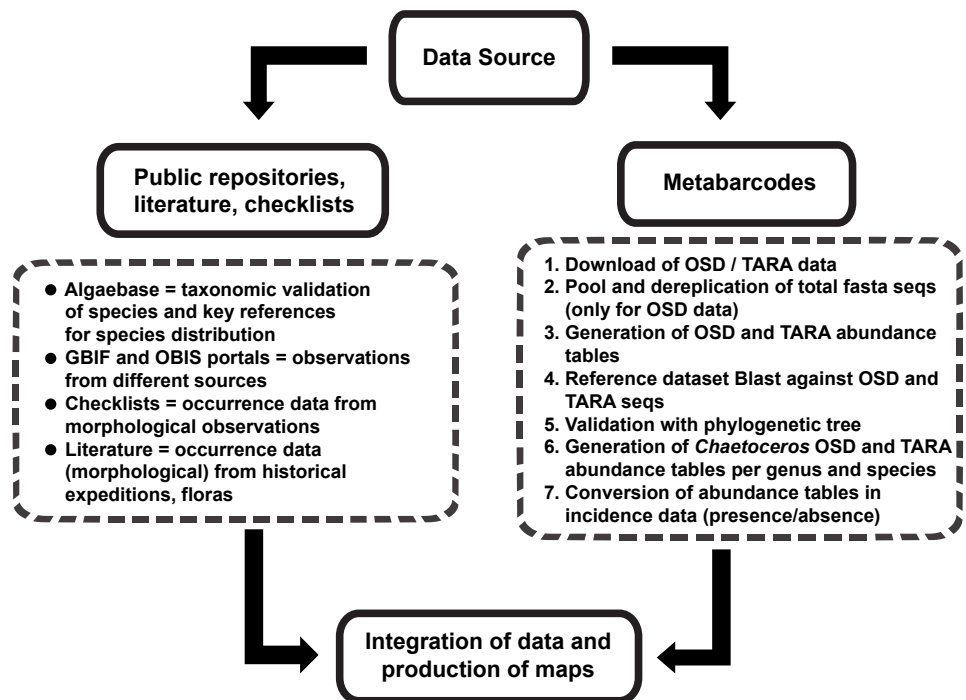 Data Source
Public repositories,
literature, checklists
● Algaebase = taxonomic validation
of species and key references
for species distribution
● GBIF and OBIS portals = observations
from different sources
● Checklists = occurrence data from
morphological observations
● Literature = occurrence data
(morphological) from historical
expeditions, floras
Metabarcodes
1. Download of OSD / TARA data
2. Pool and dereplication of total fasta seqs
(only for OSD data)
3. Generation of OSD and TARA abundance
tables
4. Reference dataset Blast against OSD and
TARA seqs
5. Validation with phylogenetic tree
6. Generation of Chaetoceros OSD and TARA
abundance tables per genus and species
7. Conversion of abundance tables in
incidence data (presence/absence)
Integration of data and
production of maps